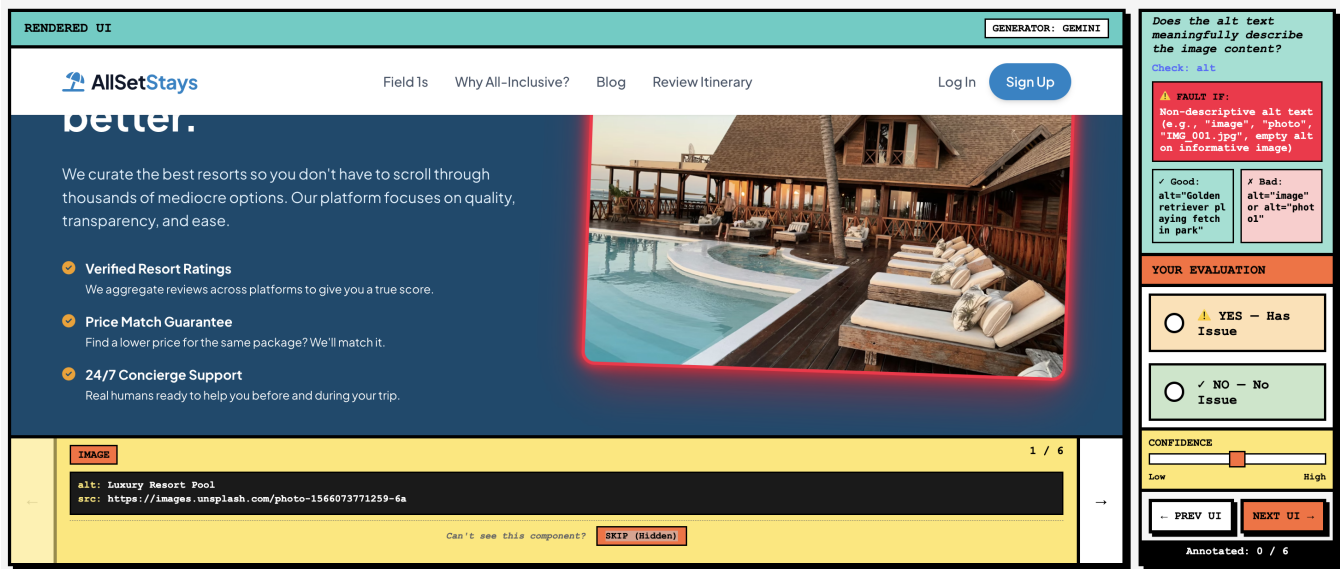 RENDERED UI
GENERATOR: GEMINI
AllSetStays
Field 1s
Why All-Inclusive?
Blog
Review Itinerary
Log In
Sign Up
better.
We curate the best resorts so you don't have to scroll through
thousands of mediocre options. Our platform focuses on quality,
transparency, and ease.
Verified Resort Ratings
We aggregate reviews across platforms to give you a true score.
Price Match Guarantee
Find a lower price for the same package? We'll match it.
24/7 Concierge Support
Real humans ready to help you before and during your trip.
←
IMAGE
1 / 6
alt: Luxury Resort Pool
src: https://images.unsplash.com/photo-1566073771259-6a
Can't see this component?
SKIP (Hidden)
→
Does the alt text
meaningfully describe
the image content?
Check: alt
⚠ FAULT IF:
Non-descriptive alt text
(e.g., "image", "photo",
"IMG_001.jpg", empty alt
on informative image)
✓ Good:
alt="Golden
retriever pl
aying fetch
in park"
✗ Bad:
alt="image"
or alt="phot
o1"
YOUR EVALUATION
⚠ YES — Has
Issue
✓ NO — No
Issue
CONFIDENCE
Low
High
← PREV UI
NEXT UI →
Annotated: 0 / 6